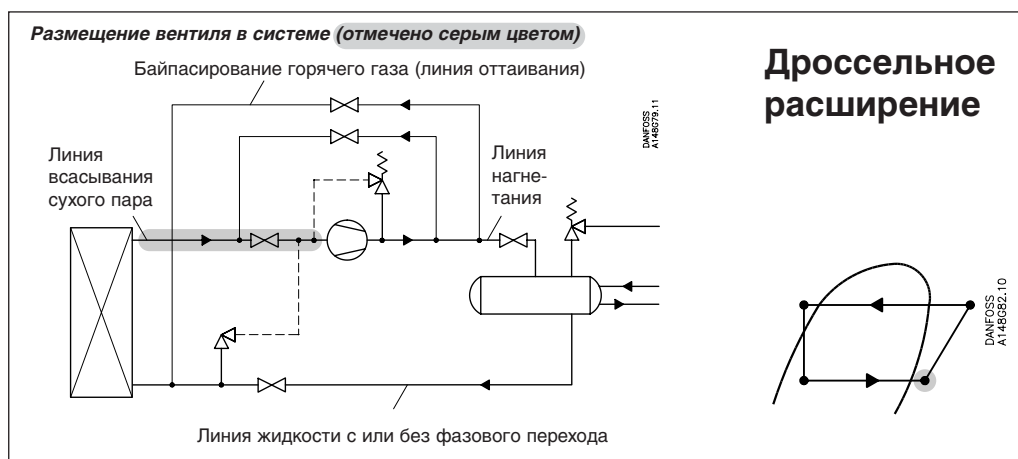 Размещение вентиля в системе (отмечено серым цветом)
Байпасирование горячего газа (линия оттаивания)
Дроссельное
расширение
DANFOSS
A148G79.11
Линия
всасывания
сухого пара
Линия
нагне-
тания
DANFOSS
A148G82.10
Линия жидкости с или без фазового перехода